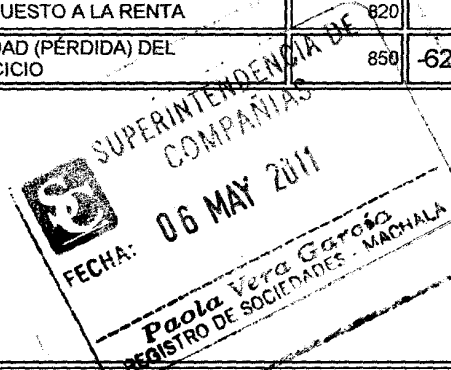 UESTO A LA RENTA 820
AD (PÉRDIDA) DEL
CICIO 850 -62
SUPERINTENDENCIA DE
COMPAÑIAS
SC
FECHA: 06 MAY 2011
Paola Vera García
REGISTRO DE SOCIEDADES - MACHALA